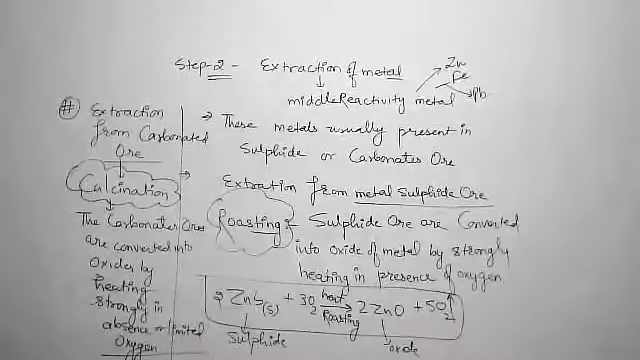 Step-2 - Extraction of metal
middle Reactivity metal
Zn
Fe
Pb
# Extraction
from Carbonated
Ore
Calcination
The Carbonates Ores
are converted into
Oxides by
heating
strongly in
absence or limited
Oxygen
⇒ These metals usually present in
Sulphide or Carbonates Ore
⇒ Extration from metal Sulphide Ore
Roasting :- Sulphide Ore are Converted
into oxide of metal by strongly
heating in presence of oxygen
ZnS(s) + 3O2 heat Roasting 2ZnO + SO2↑
Sulphide
oxide